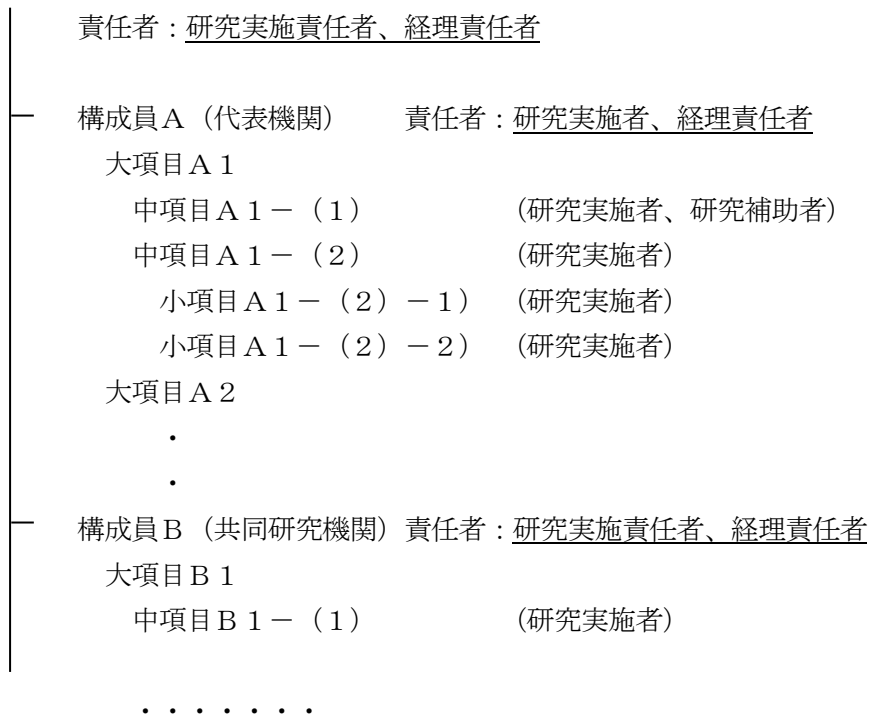 責任者：研究実施責任者、経理責任者
構成員Ａ（代表機関）　　責任者：研究実施者、経理責任者
大項目Ａ１
中項目Ａ１－（１）　　　　　（研究実施者、研究補助者）
中項目Ａ１－（２）　　　　　（研究実施者）
小項目Ａ１－（２）－１）　（研究実施者）
小項目Ａ１－（２）－２）　（研究実施者）
大項目Ａ２
・
・
構成員Ｂ（共同研究機関）責任者：研究実施責任者、経理責任者
大項目Ｂ１
中項目Ｂ１－（１）　　　　　（研究実施者）
・・・・・・・